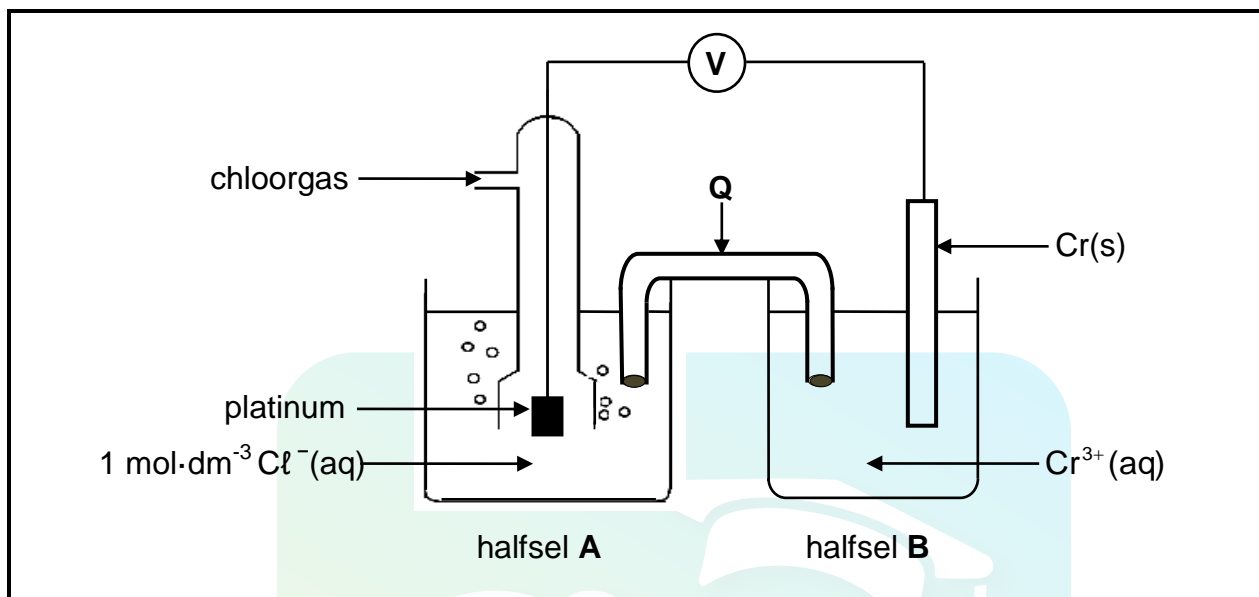 V
chloorgas
Q
Cr(s)
platinum
1 mol·dm⁻³ Cℓ⁻(aq)
Cr³⁺(aq)
halfsel A
halfsel B